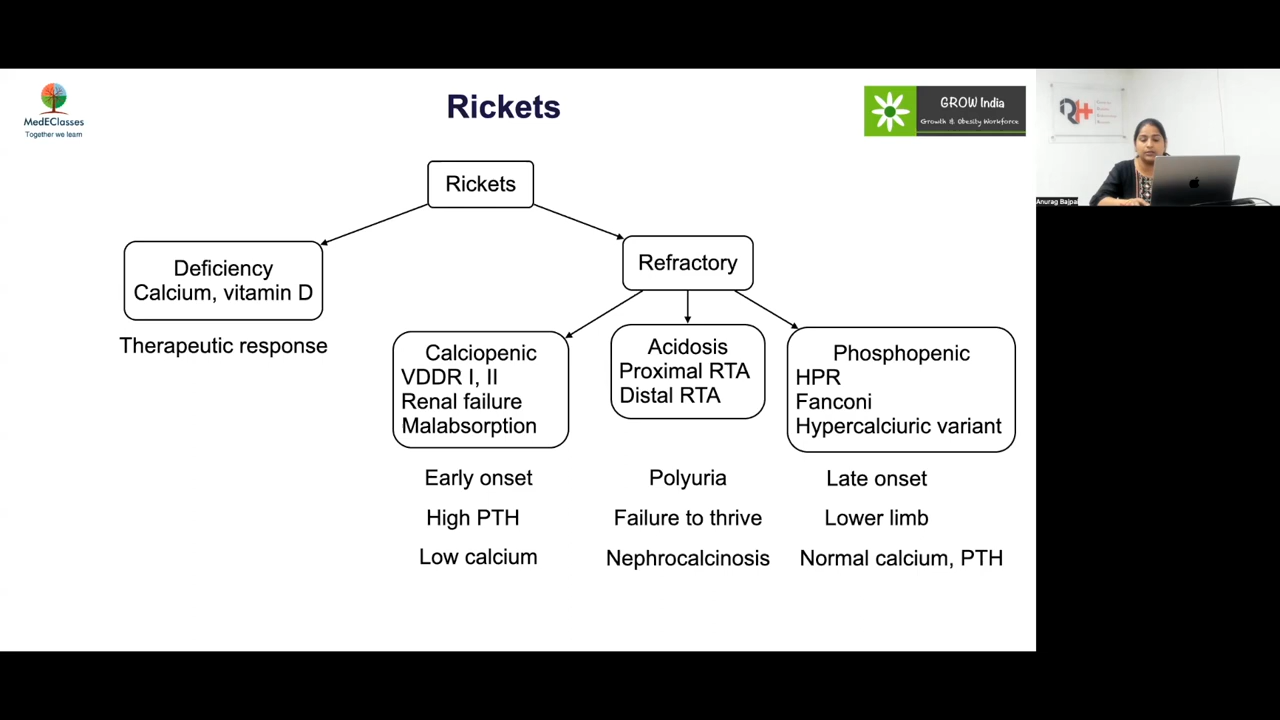 MedEClasses
Together we learn
Rickets
GROW India
Growth & Obesity Workforce
Anurag Bajpai
Rickets
Deficiency
Calcium, vitamin D
Therapeutic response
Refractory
Calciopenic
VDDR I, II
Renal failure
Malabsorption
Early onset
High PTH
Low calcium
Acidosis
Proximal RTA
Distal RTA
Polyuria
Failure to thrive
Nephrocalcinosis
Phosphopenic
HPR
Fanconi
Hypercalciuric variant
Late onset
Lower limb
Normal calcium, PTH